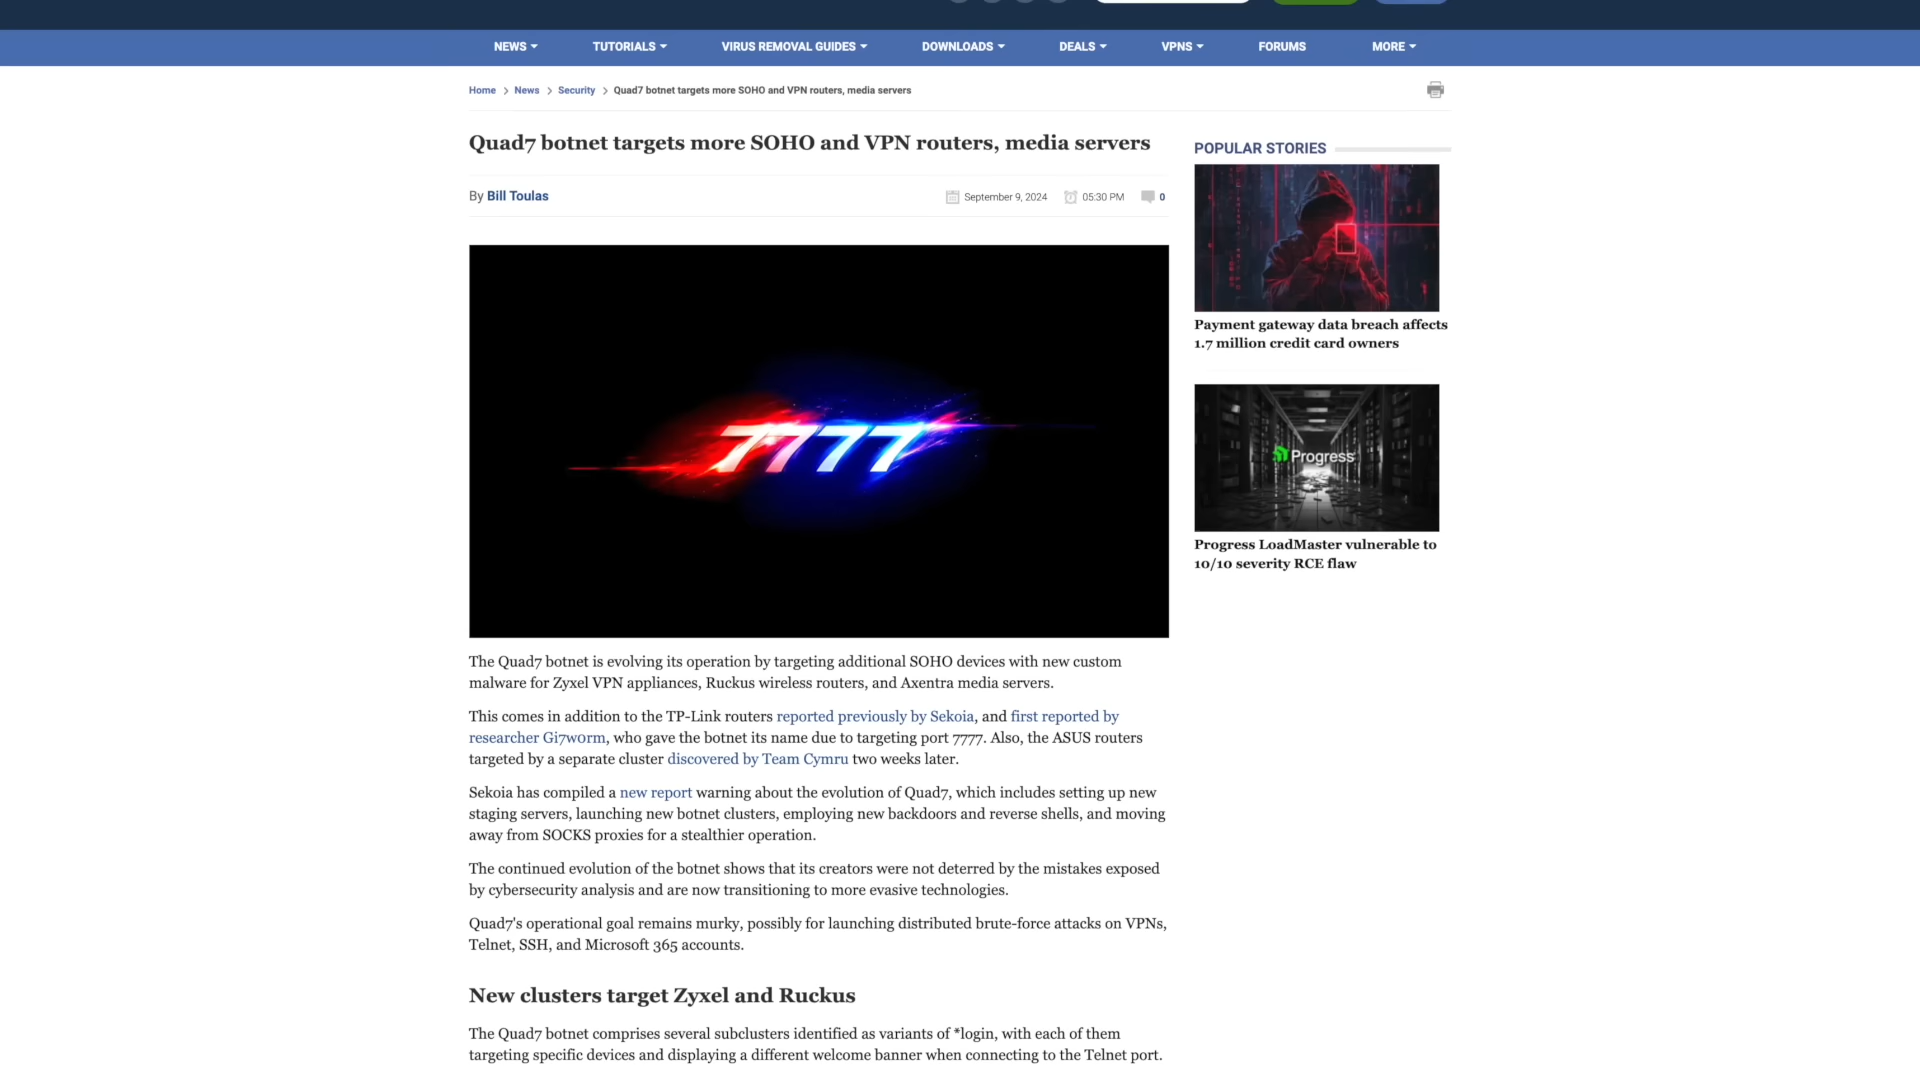 NEWS
TUTORIALS
VIRUS REMOVAL GUIDES
DOWNLOADS
DEALS
VPNS
FORUMS
MORE
Home > News > Security > Quad7 botnet targets more SOHO and VPN routers, media servers
Quad7 botnet targets more SOHO and VPN routers, media servers
By Bill Toulas
September 9, 2024
05:30 PM
0
7777
The Quad7 botnet is evolving its operation by targeting additional SOHO devices with new custom
malware for Zyxel VPN appliances, Ruckus wireless routers, and Axentra media servers.
This comes in addition to the TP-Link routers reported previously by Sekoia, and first reported by
researcher Gi7w0rm, who gave the botnet its name due to targeting port 7777. Also, the ASUS routers
targeted by a separate cluster discovered by Team Cymru two weeks later.
Sekoia has compiled a new report warning about the evolution of Quad7, which includes setting up new
staging servers, launching new botnet clusters, employing new backdoors and reverse shells, and moving
away from SOCKS proxies for a stealthier operation.
The continued evolution of the botnet shows that its creators were not deterred by the mistakes exposed
by cybersecurity analysis and are now transitioning to more evasive technologies.
Quad7's operational goal remains murky, possibly for launching distributed brute-force attacks on VPNs,
Telnet, SSH, and Microsoft 365 accounts.
New clusters target Zyxel and Ruckus
The Quad7 botnet comprises several subclusters identified as variants of *login, with each of them
targeting specific devices and displaying a different welcome banner when connecting to the Telnet port.
POPULAR STORIES
Payment gateway data breach affects
1.7 million credit card owners
Progress
Progress LoadMaster vulnerable to
10/10 severity RCE flaw